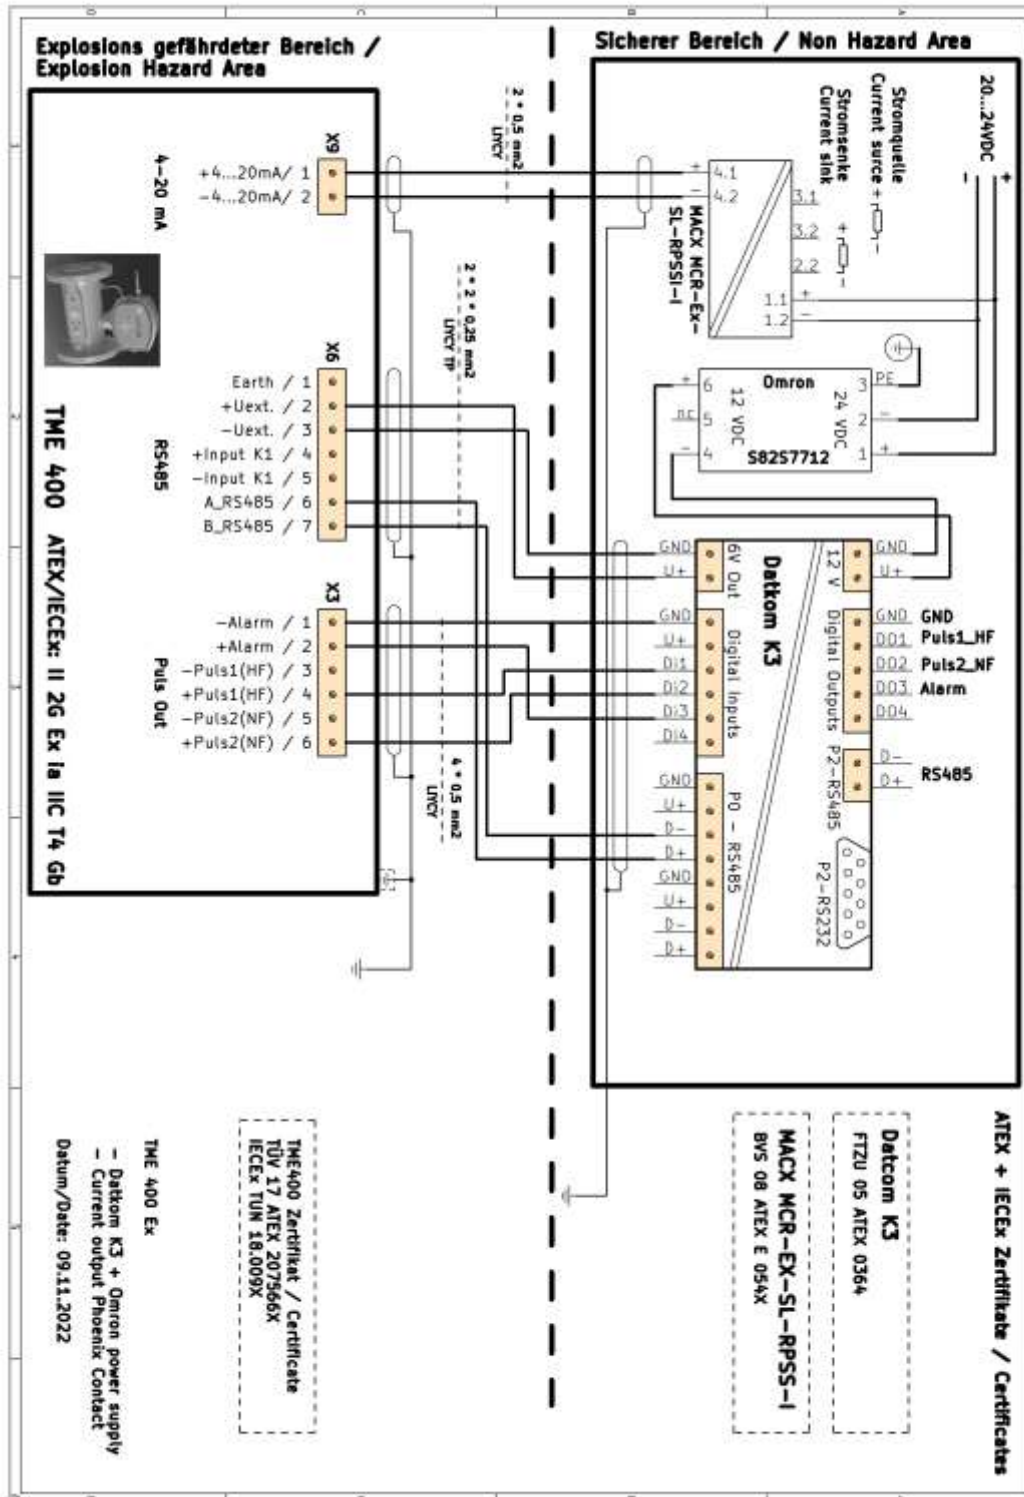 Explosions gefährdeter Bereich /
Explosion Hazard Area
Sicherer Bereich / Non Hazard Area
4-20 mA
X9
+4...20mA/ 1
-4...20mA/ 2
2 * 0,5 mm2
LIYCY
TME 400 ATEX/IECEx: II 2G Ex ia IIC T4 Gb
RS485
X6
Earth / 1
+Uext. / 2
-Uext. / 3
+Input K1 / 4
-Input K1 / 5
A_RS485 / 6
B_RS485 / 7
2 * 2 * 0,25 mm2
LIYCY TP
Puls Out
X3
-Alarm / 1
+Alarm / 2
-Puls1(HF) / 3
+Puls1(HF) / 4
-Puls2(NF) / 5
+Puls2(NF) / 6
4 * 0,5 mm2
LIYCY
20...24VDC
- +
Stromquelle
Current surce + -
Stromsenke
Current sink + -
MACX MCR-Ex-
SL-RPSSI-I
+ 4.1
- 4.2
3.1
3.2
2.2
1.1 +
1.2 -
Omron
S82S7712
12 VDC
24 VDC
+ 6
5
- 4
3 PE
2 -
1 +
Datkom K3
6V Out
GND
U+
Digital Inputs
GND
U+
Di1
Di2
Di3
Di4
P0 - RS485
GND
U+
D-
D+
GND
U+
D-
D+
12 V
GND
U+
Digital Outputs
GND GND
DO1 Puls1_HF
DO2 Puls2_NF
DO3 Alarm
DO4
P2-RS485
D-
D+
RS485
P2-RS232
ATEX + IECEx Zertifikate / Certificates
Datcom K3
FTZU 05 ATEX 0364
MACX MCR-EX-SL-RPSS-I
BVS 08 ATEX E 054X
TME400 Zertifikat / Certificate
TÜV 17 ATEX 207566X
IECEx TUN 18.009X
TME 400 Ex
- Datkom K3 + Omron power supply
- Current output Phoenix Contact
Datum/Date: 09.11.2022